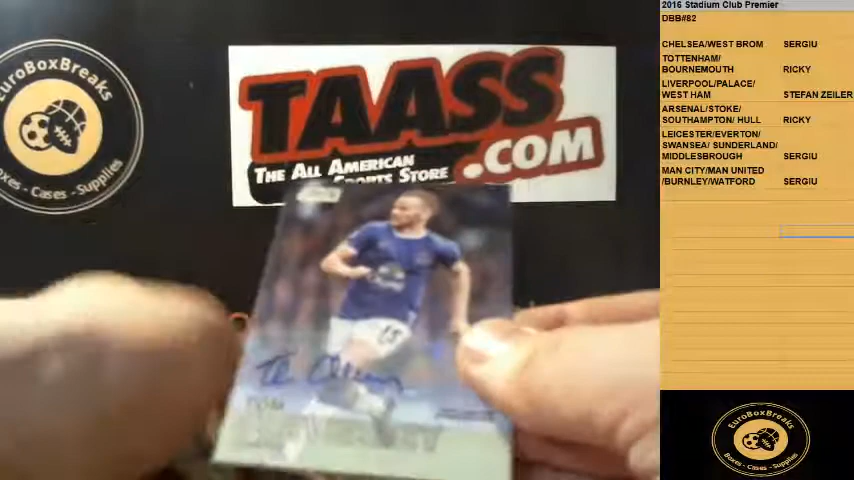 EuroBoxBreaks
Boxes - Cases - Supplies
TAASS
.COM
THE ALL AMERICAN
SPORTS STORE
2016 Stadium Club Premier
DBB#82
CHELSEA/WEST BROM SERGIU
TOTTENHAM/
BOURNEMOUTH RICKY
LIVERPOOL/PALACE/
WEST HAM STEFAN ZEILER
ARSENAL/STOKE/
SOUTHAMPTON/ HULL RICKY
LEICESTER/EVERTON/
SWANSEA/ SUNDERLAND/
MIDDLESBROUGH SERGIU
MAN CITY/MAN UNITED
/BURNLEY/WATFORD SERGIU
EuroBoxBreaks
Boxes - Cases - Supplies